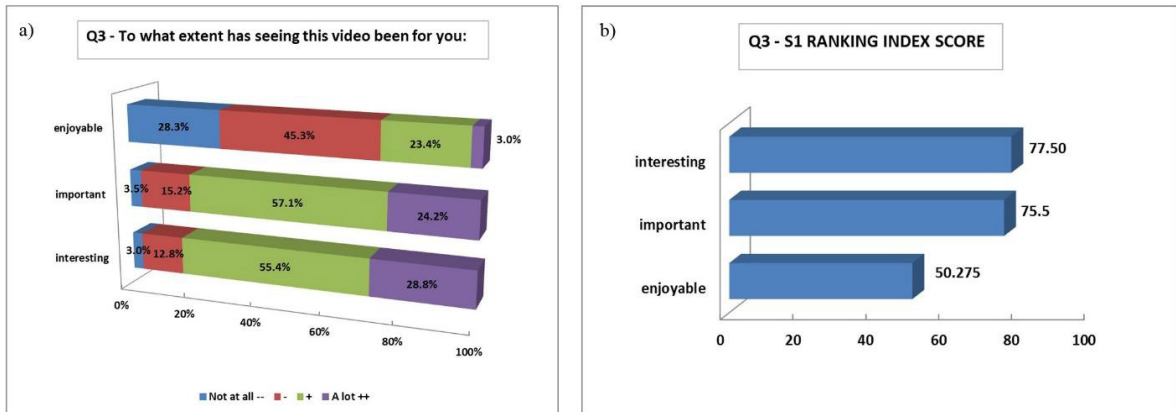 a)
Q3 - To what extent has seeing this video been for you:
enjoyable
28.3%
45.3%
23.4%
3.0%
important
3.5%
15.2%
57.1%
24.2%
interesting
3.0%
12.8%
55.4%
28.8%
0%
20%
40%
60%
80%
100%
Not at all -- - + A lot ++
b)
Q3 - S1 RANKING INDEX SCORE
interesting
77.50
important
75.5
enjoyable
50.275
0 20 40 60 80 100